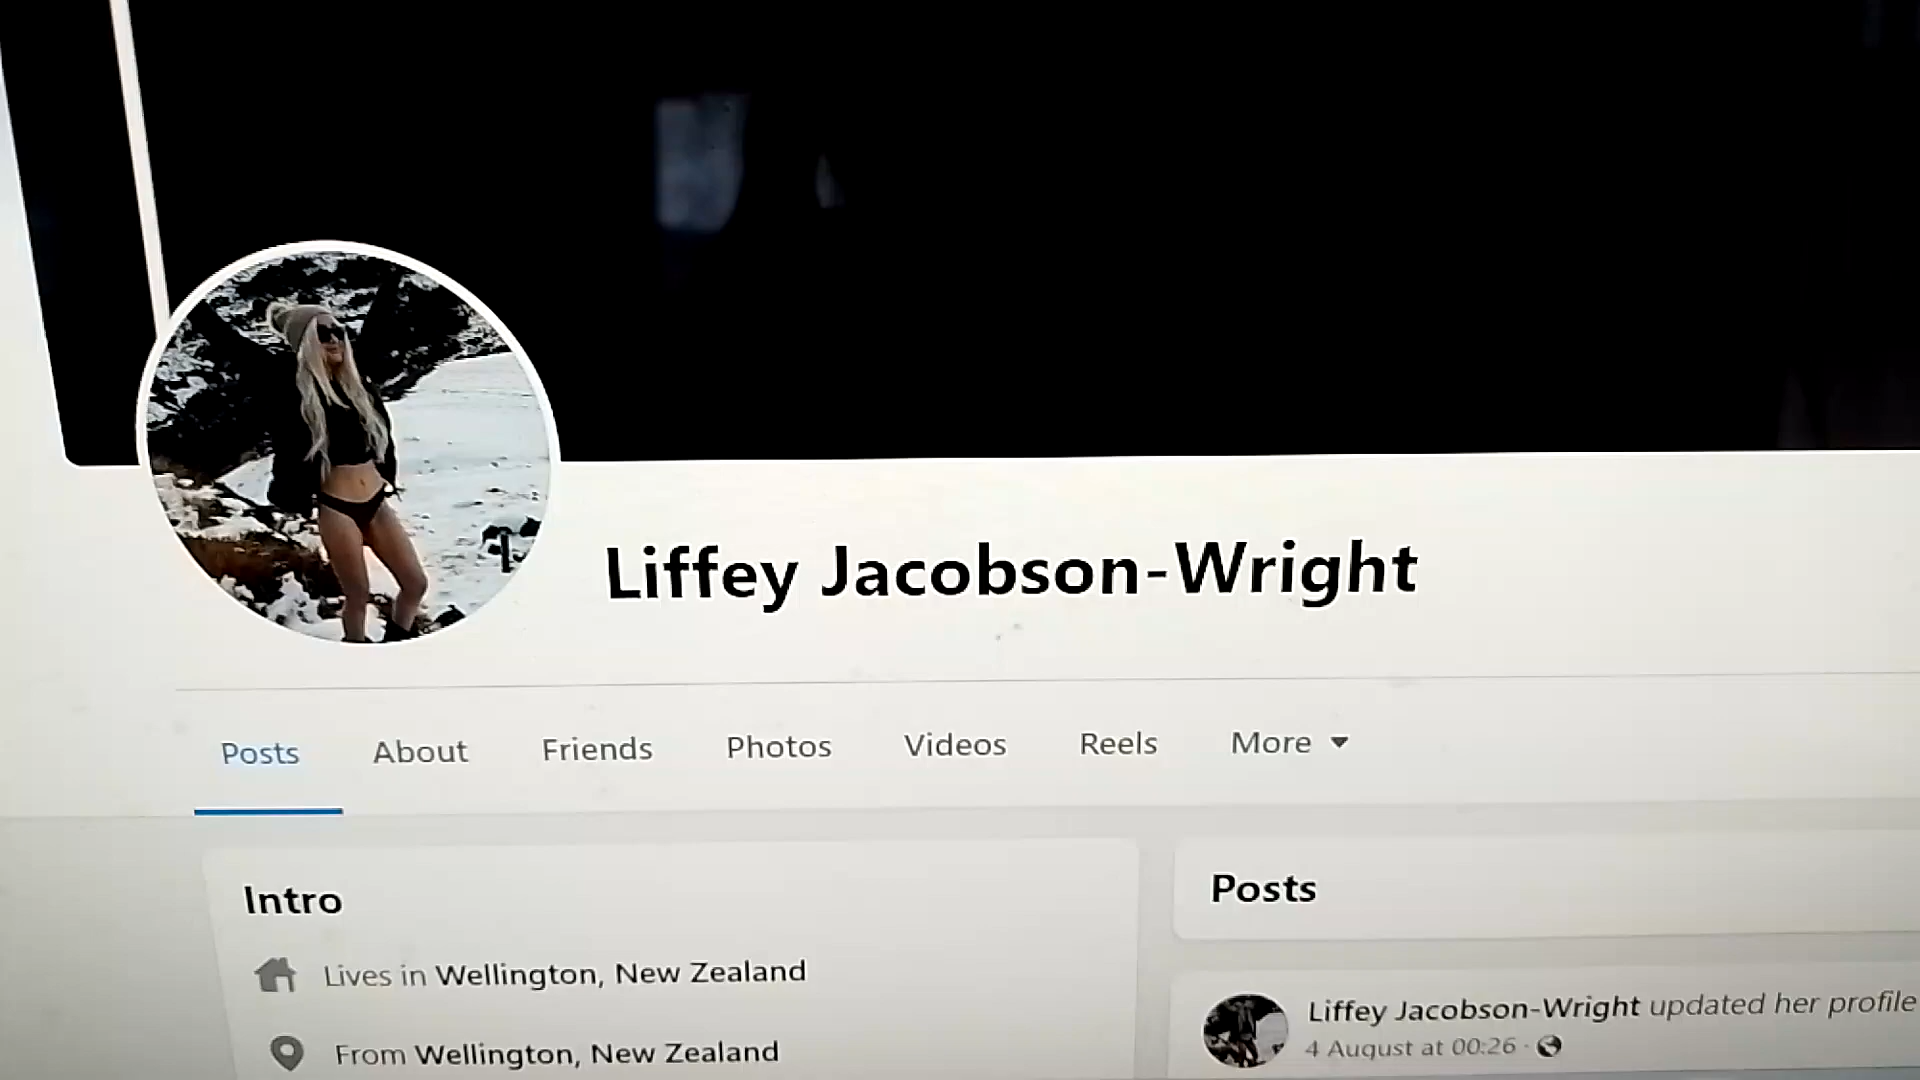 Liffey Jacobson-Wright
Posts About Friends Photos Videos Reels More
Intro
Lives in Wellington, New Zealand
From Wellington, New Zealand
Posts
Liffey Jacobson-Wright updated her profile
4 August at 00:26 ·